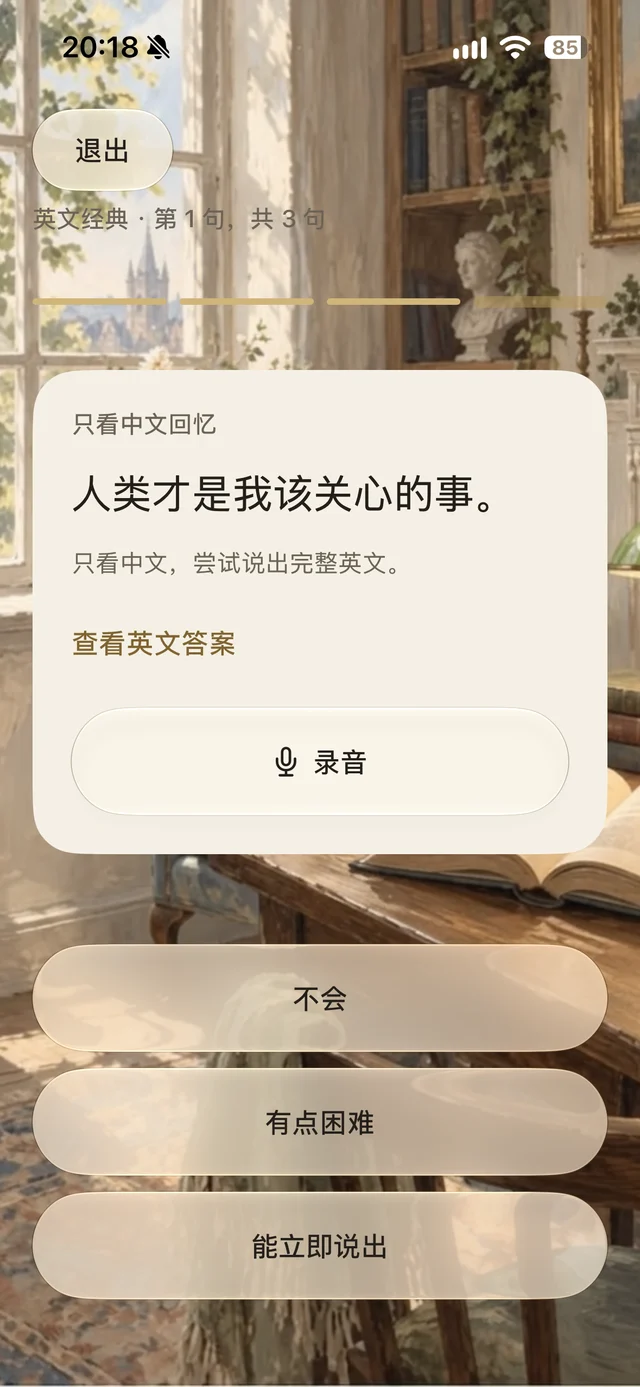 20:18
85
退出
英文经典 · 第 1 句，共 3 句
只看中文回忆
人类才是我该关心的事。
只看中文，尝试说出完整英文。
查看英文答案
录音
不会
有点困难
能立即说出